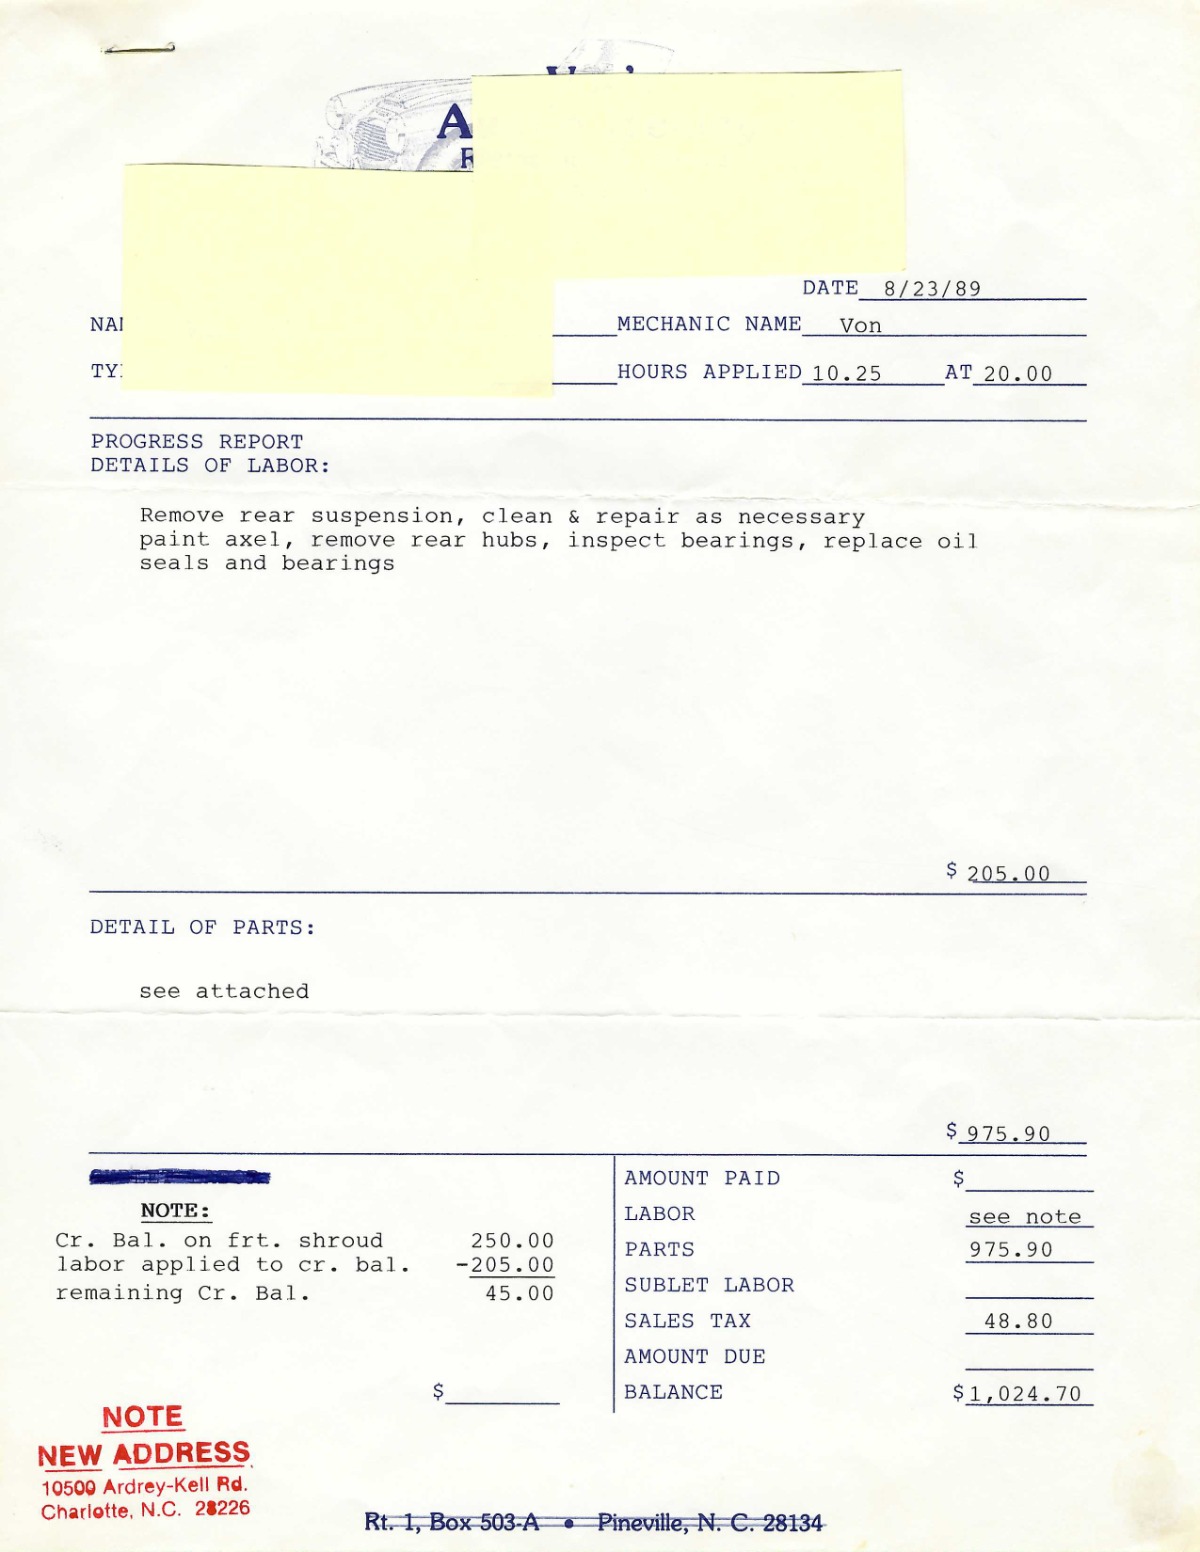 DATE 8/23/89
MECHANIC NAME Von
HOURS APPLIED 10.25 AT 20.00
PROGRESS REPORT
DETAILS OF LABOR:
Remove rear suspension, clean & repair as necessary
paint axel, remove rear hubs, inspect bearings, replace oil
seals and bearings
$ 205.00
DETAIL OF PARTS:
see attached
$ 975.90
NOTE:
Cr. Bal. on frt. shroud 250.00
labor applied to cr. bal. -205.00
remaining Cr. Bal. 45.00
$
AMOUNT PAID $
LABOR see note
PARTS 975.90
SUBLET LABOR
SALES TAX 48.80
AMOUNT DUE
BALANCE $1,024.70
NOTE
NEW ADDRESS
10500 Ardrey-Kell Rd.
Charlotte, N.C. 28226
Rt. 1, Box 503-A • Pineville, N. C. 28134